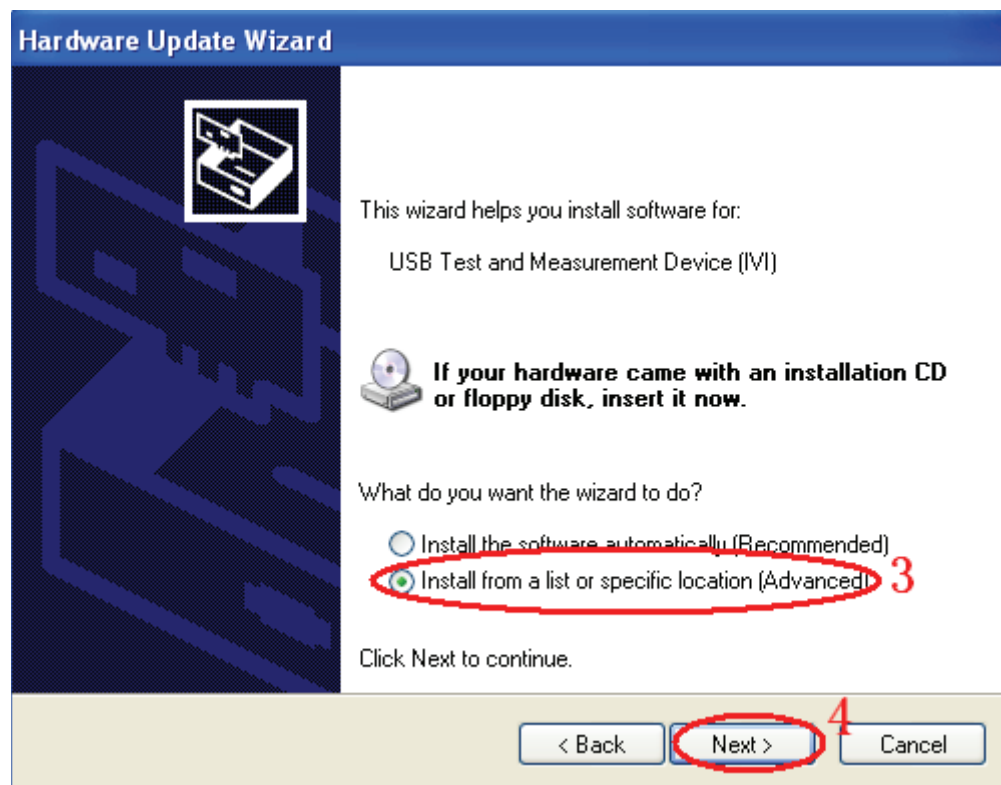 Hardware Update Wizard
This wizard helps you install software for:
USB Test and Measurement Device (IVI)
If your hardware came with an installation CD
or floppy disk, insert it now.
What do you want the wizard to do?
Install the software automatically (Recommended)
Install from a list or specific location (Advanced) 3
Click Next to continue.
4
< Back Next > Cancel